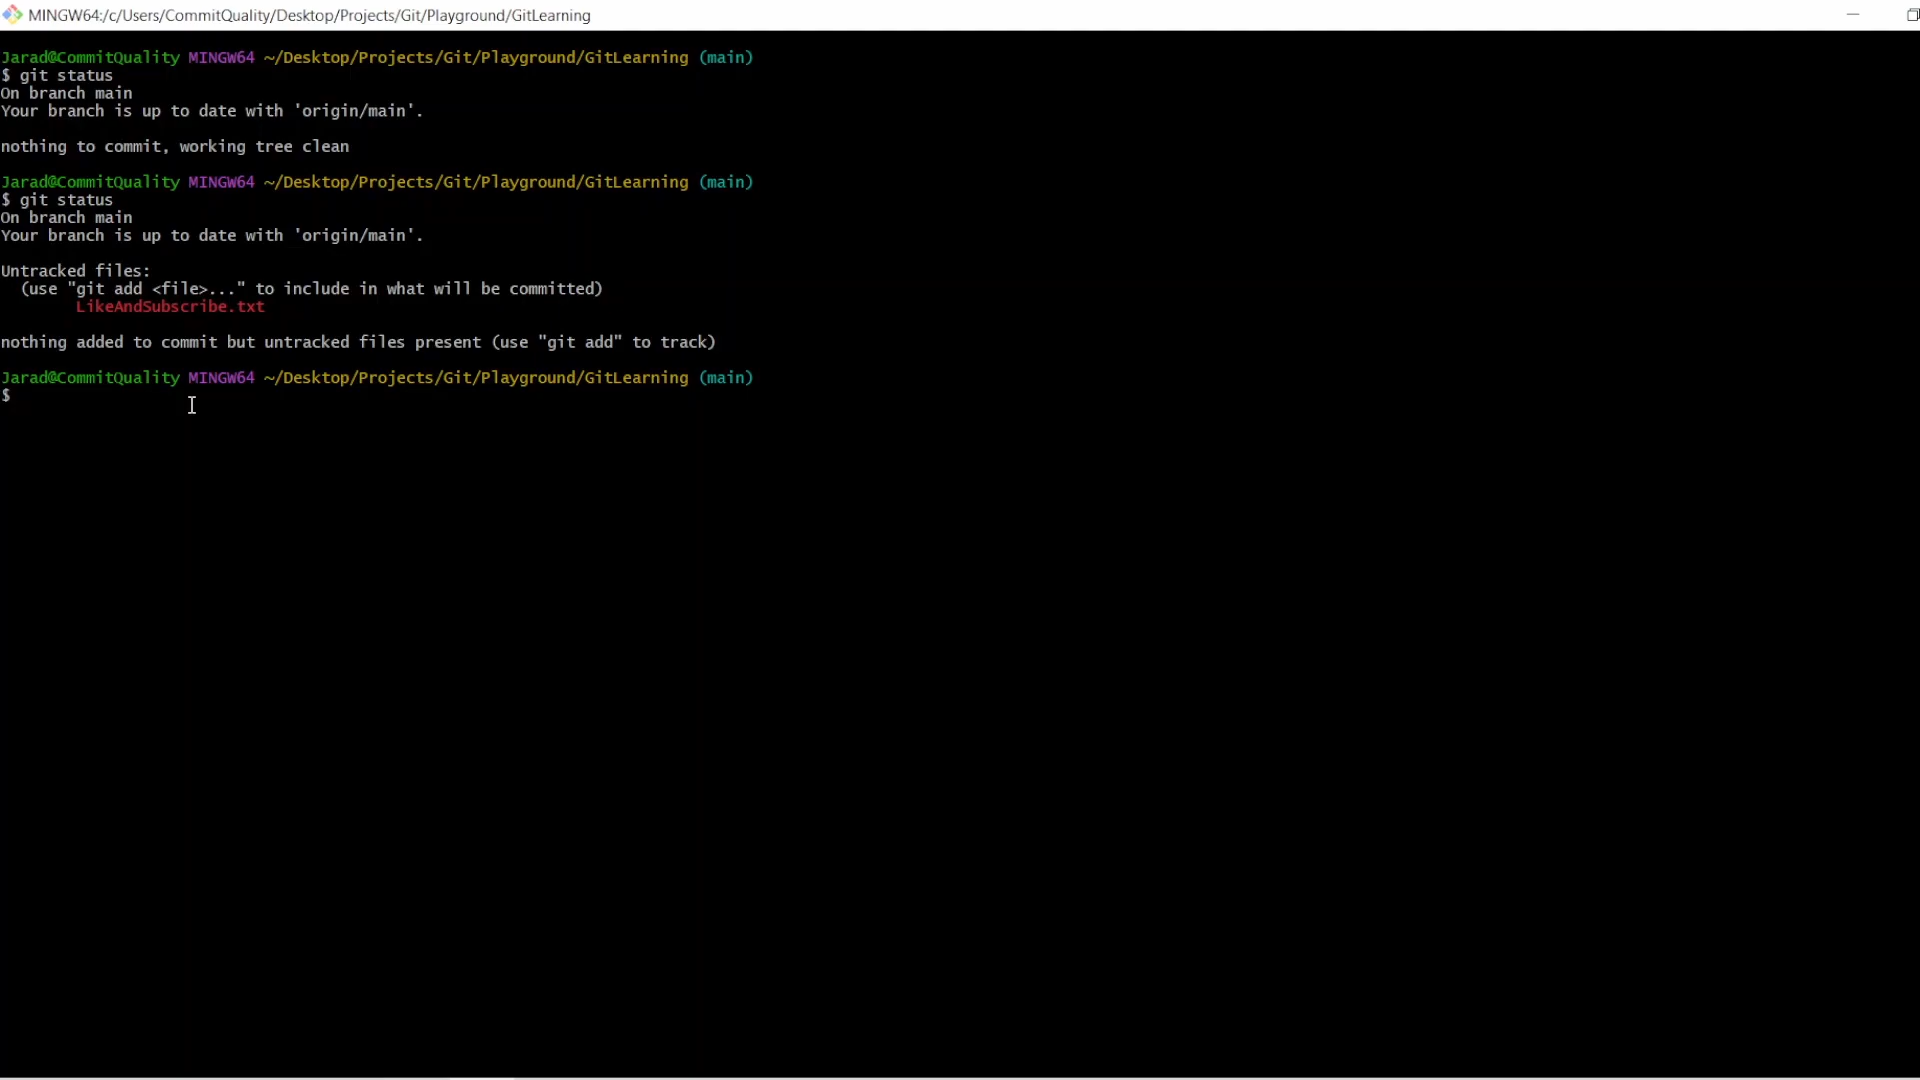 MINGW64:/c/Users/CommitQuality/Desktop/Projects/Git/Playground/GitLearning
Jarad@CommitQuality MINGW64 ~/Desktop/Projects/Git/Playground/GitLearning (main)
$ git status
On branch main
Your branch is up to date with 'origin/main'.
nothing to commit, working tree clean
Jarad@CommitQuality MINGW64 ~/Desktop/Projects/Git/Playground/GitLearning (main)
$ git status
On branch main
Your branch is up to date with 'origin/main'.
Untracked files:
  (use "git add <file>..." to include in what will be committed)
        LikeAndSubscribe.txt
nothing added to commit but untracked files present (use "git add" to track)
Jarad@CommitQuality MINGW64 ~/Desktop/Projects/Git/Playground/GitLearning (main)
$